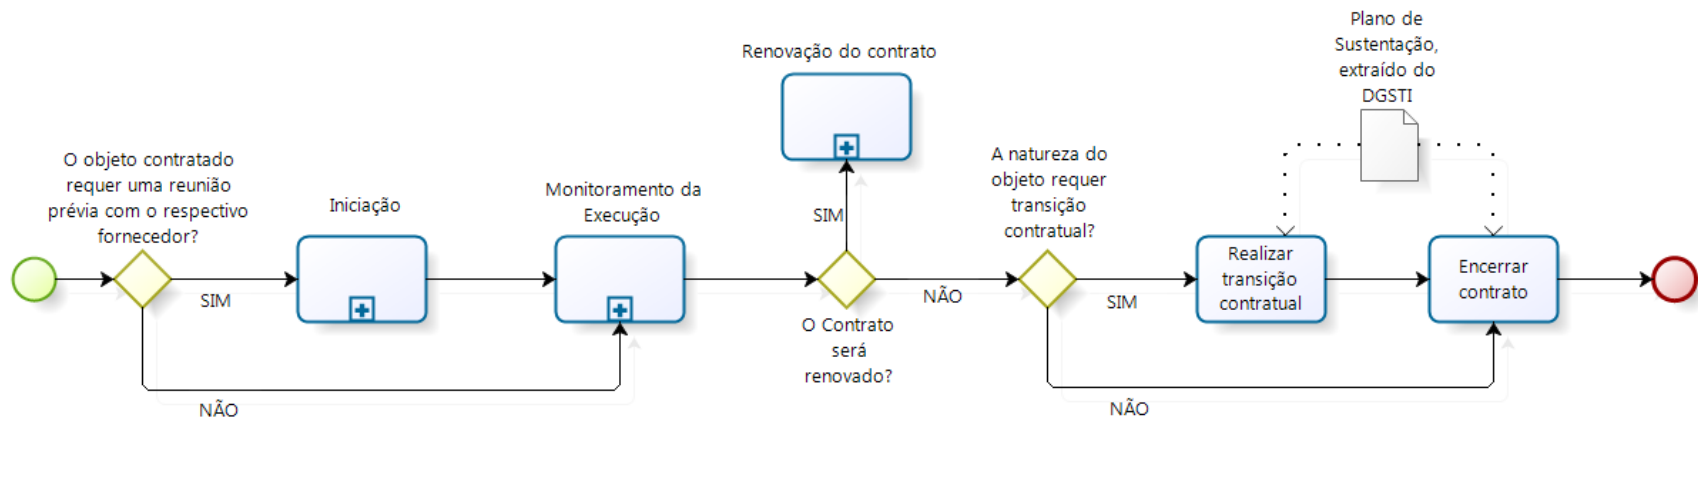 O objeto contratado
requer uma reunião
prévia com o respectivo
fornecedor?
SIM
NÃO
Iniciação
Monitoramento da
Execução
Renovação do contrato
SIM
O Contrato
será
renovado?
NÃO
A natureza do
objeto requer
transição
contratual?
SIM
NÃO
Realizar
transição
contratual
Plano de
Sustentação,
extraído do
DGSTI
Encerrar
contrato